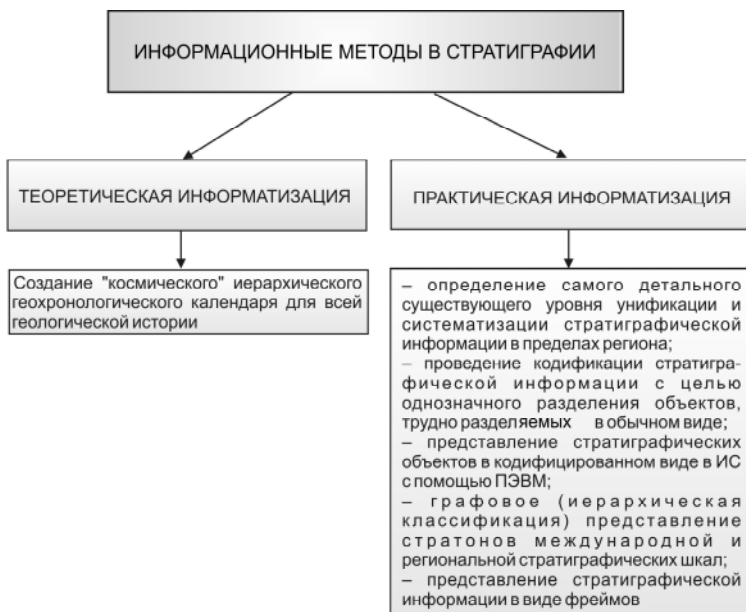 ИНФОРМАЦИОННЫЕ МЕТОДЫ В СТРАТИГРАФИИ
ТЕОРЕТИЧЕСКАЯ ИНФОРМАТИЗАЦИЯ
Создание "космического" иерархического
геохронологического календаря для всей
геологической истории
ПРАКТИЧЕСКАЯ ИНФОРМАТИЗАЦИЯ
– определение самого детального
существующего уровня унификации и
систематизации стратиграфической
информации в пределах региона;
– проведение кодификации стратигра-
фической информации с целью
однозначного разделения объектов,
трудно разделяемых в обычном виде;
– представление стратиграфических
объектов в кодифицированном виде в ИС
с помощью ПЭВМ;
– графовое (иерархическая
классификация) представление
стратонов международной и
региональной стратиграфических шкал;
– представление стратиграфической
информации в виде фреймов